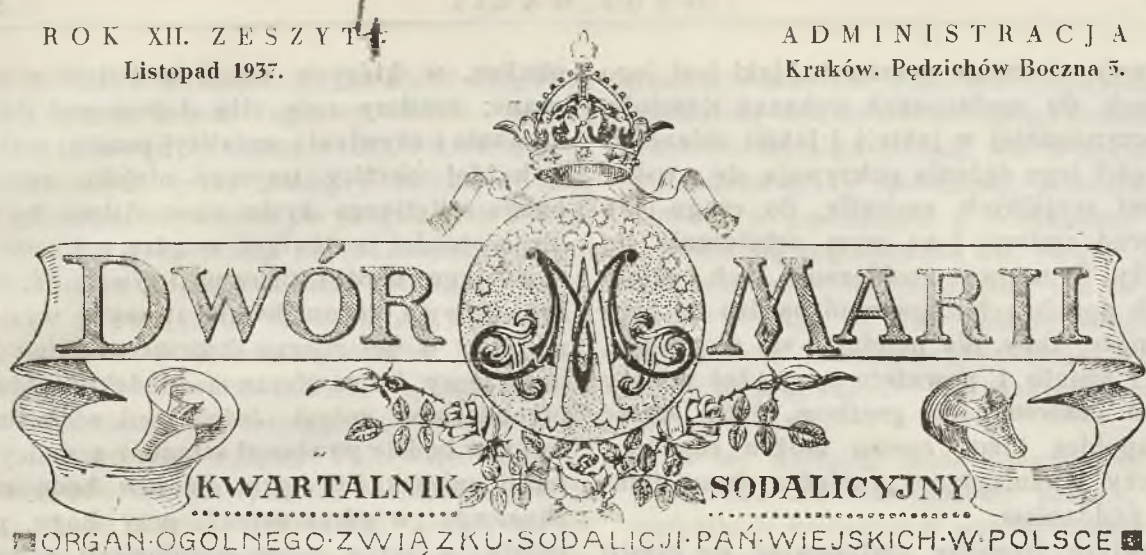 ROK XII. ZESZYT 4.
Listopad 1937.
ADMINISTRACJA
Kraków. Pędzichów Boczna 5.
DWÓR MARII
KWARTALNIK SODALICYJNY
ORGAN·OGÓLNEGO·ZWIĄZKU·SODALICJI·PAŃ·WIEJSKICH·W·POLSCE